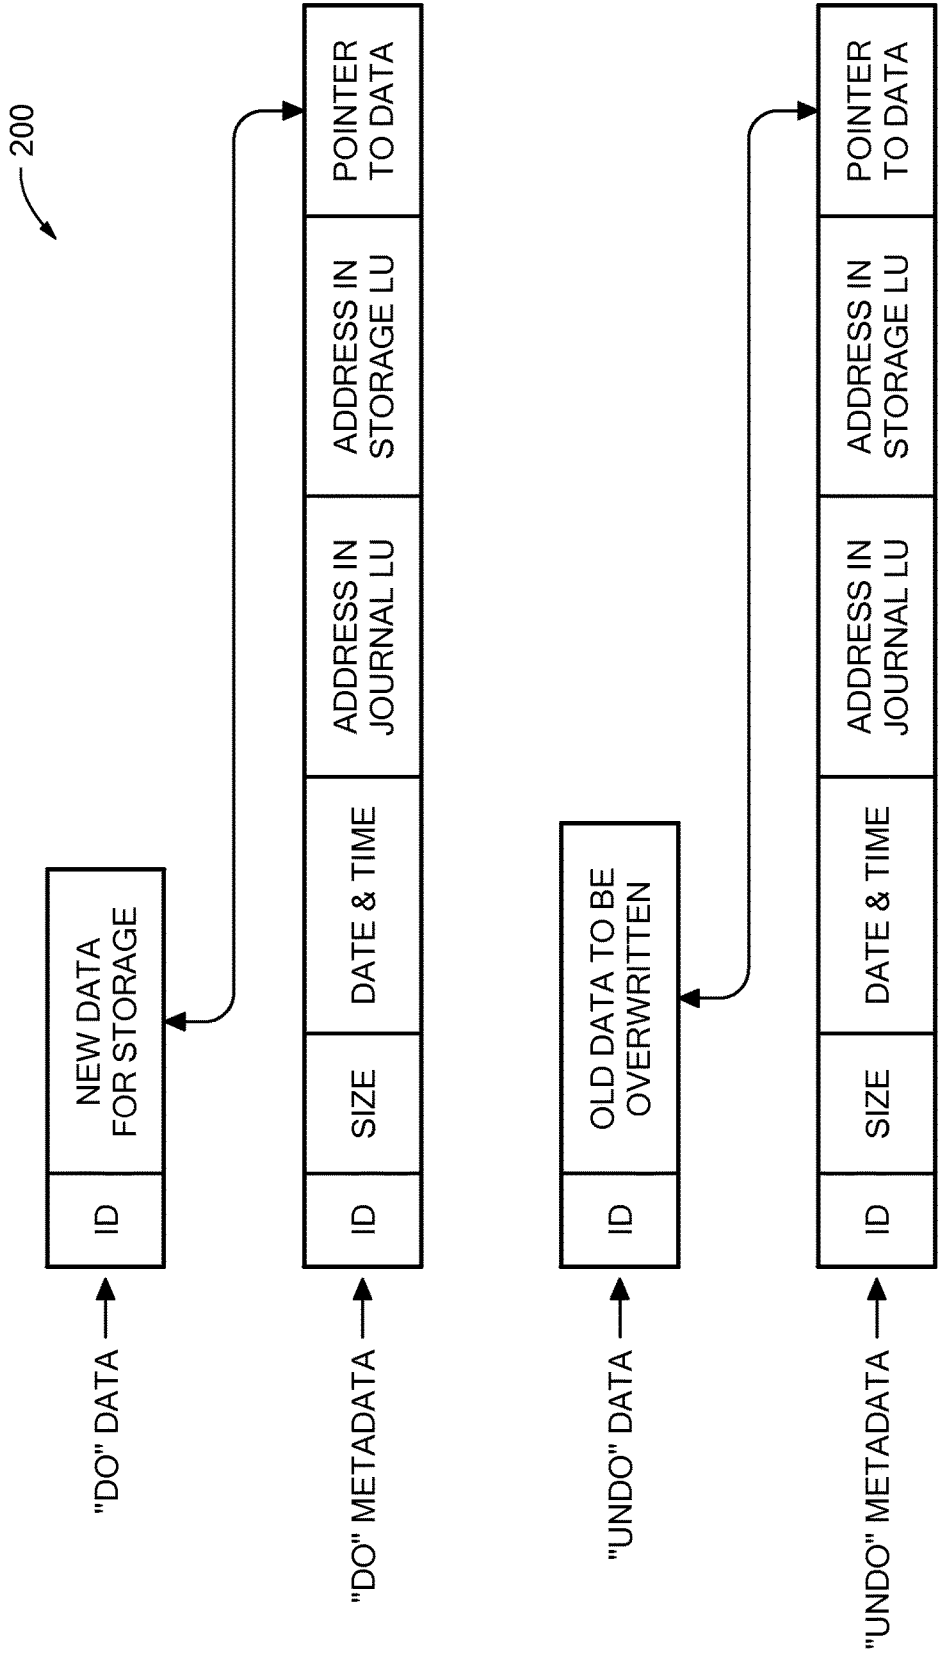 200
"DO" DATA
ID
NEW DATA
FOR STORAGE
"DO" METADATA
ID
SIZE
DATE & TIME
ADDRESS IN
JOURNAL LU
ADDRESS IN
STORAGE LU
POINTER
TO DATA
"UNDO" DATA
ID
OLD DATA TO BE
OVERWRITTEN
"UNDO" METADATA
ID
SIZE
DATE & TIME
ADDRESS IN
JOURNAL LU
ADDRESS IN
STORAGE LU
POINTER
TO DATA